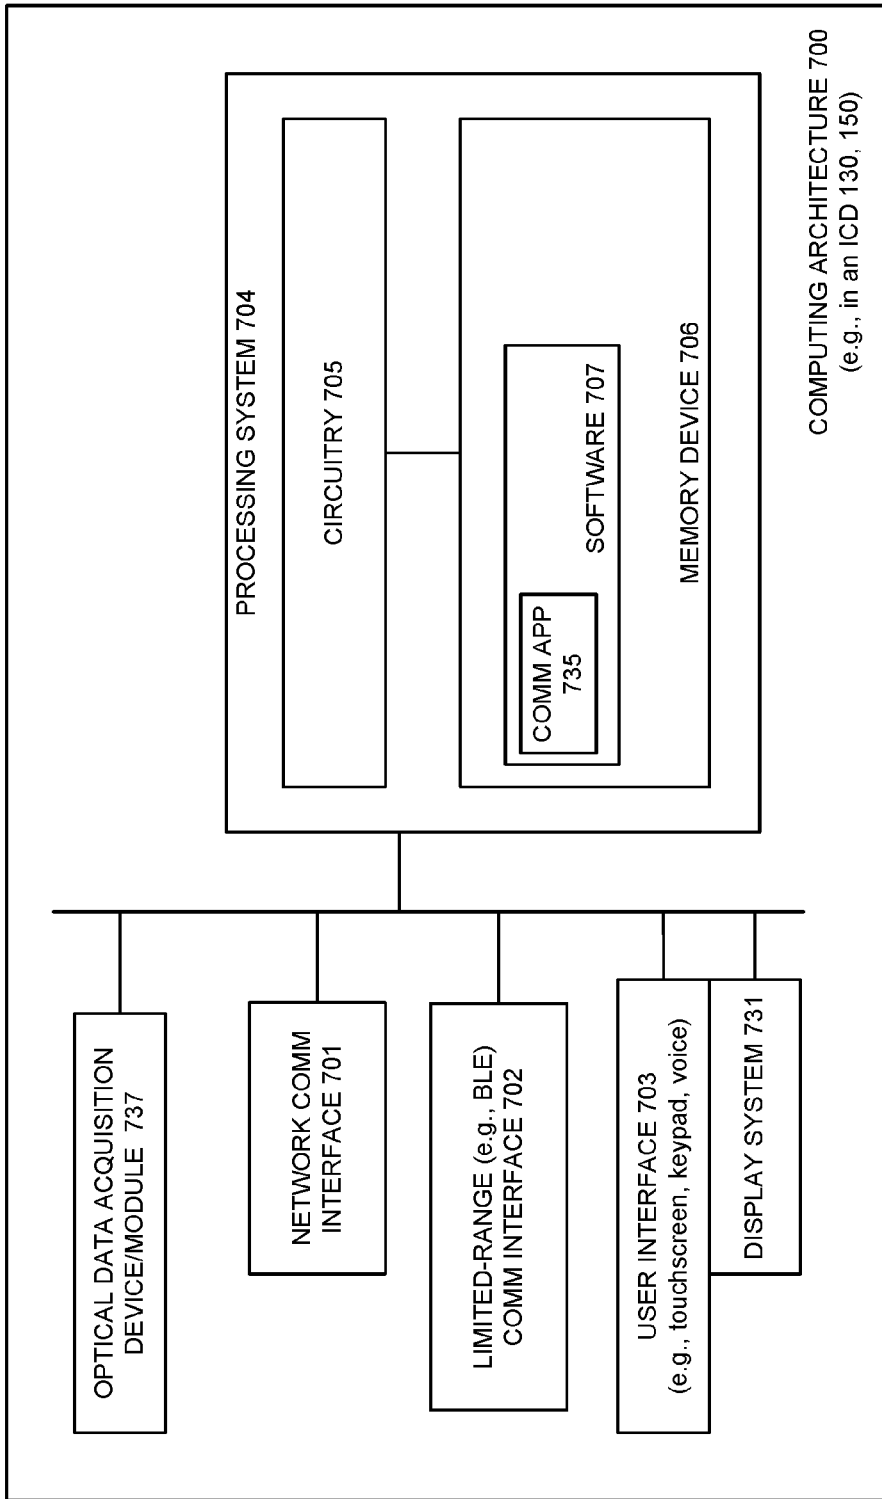 OPTICAL DATA ACQUISITION
DEVICE/MODULE 737
NETWORK COMM
INTERFACE 701
LIMITED-RANGE (e.g., BLE)
COMM INTERFACE 702
USER INTERFACE 703
(e.g., touchscreen, keypad, voice)
DISPLAY SYSTEM 731
PROCESSING SYSTEM 704
CIRCUITRY 705
COMM APP
735
SOFTWARE 707
MEMORY DEVICE 706
COMPUTING ARCHITECTURE 700
(e.g., in an ICD 130, 150)